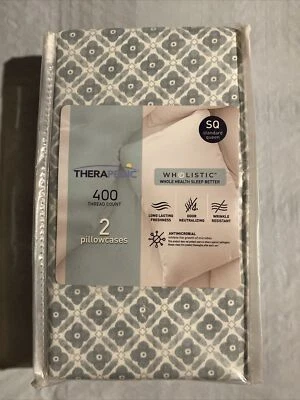 SQ
standard
queen
THERAPEDIC
WHOLISTIC
WHOLE HEALTH SLEEP BETTER
400
THREAD COUNT
2
pillowcases
LONG LASTING
FRESHNESS
ODOR
NEUTRALIZING
WRINKLE
RESISTANT
ANTIMICROBIAL